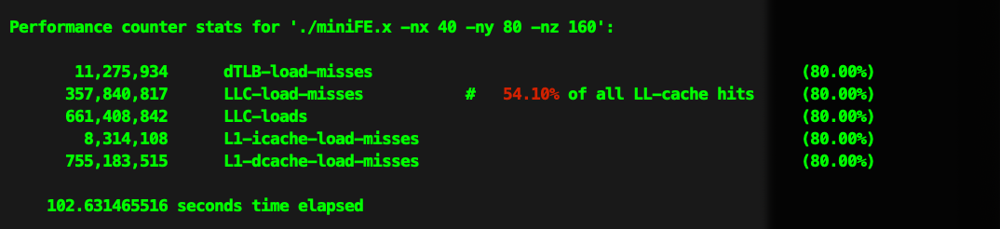 Performance counter stats for './miniFE.x -nx 40 -ny 80 -nz 160':
11,275,934 dTLB-load-misses (80.00%)
357,840,817 LLC-load-misses # 54.10% of all LL-cache hits (80.00%)
661,408,842 LLC-loads (80.00%)
8,314,108 L1-icache-load-misses (80.00%)
755,183,515 L1-dcache-load-misses (80.00%)
102.631465516 seconds time elapsed